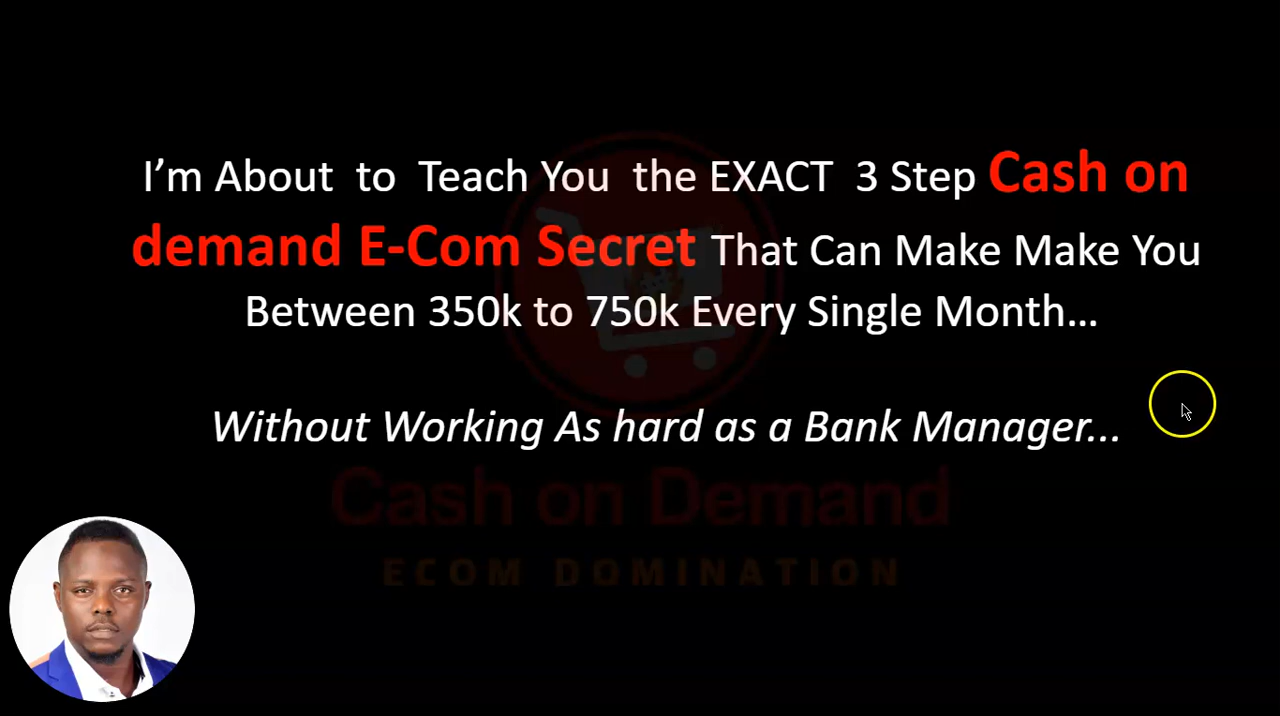 I’m About to Teach You the EXACT 3 Step Cash on
demand E-Com Secret That Can Make Make You
Between 350k to 750k Every Single Month…
Without Working As hard as a Bank Manager...
Cash on Demand
ECOM DOMINATION